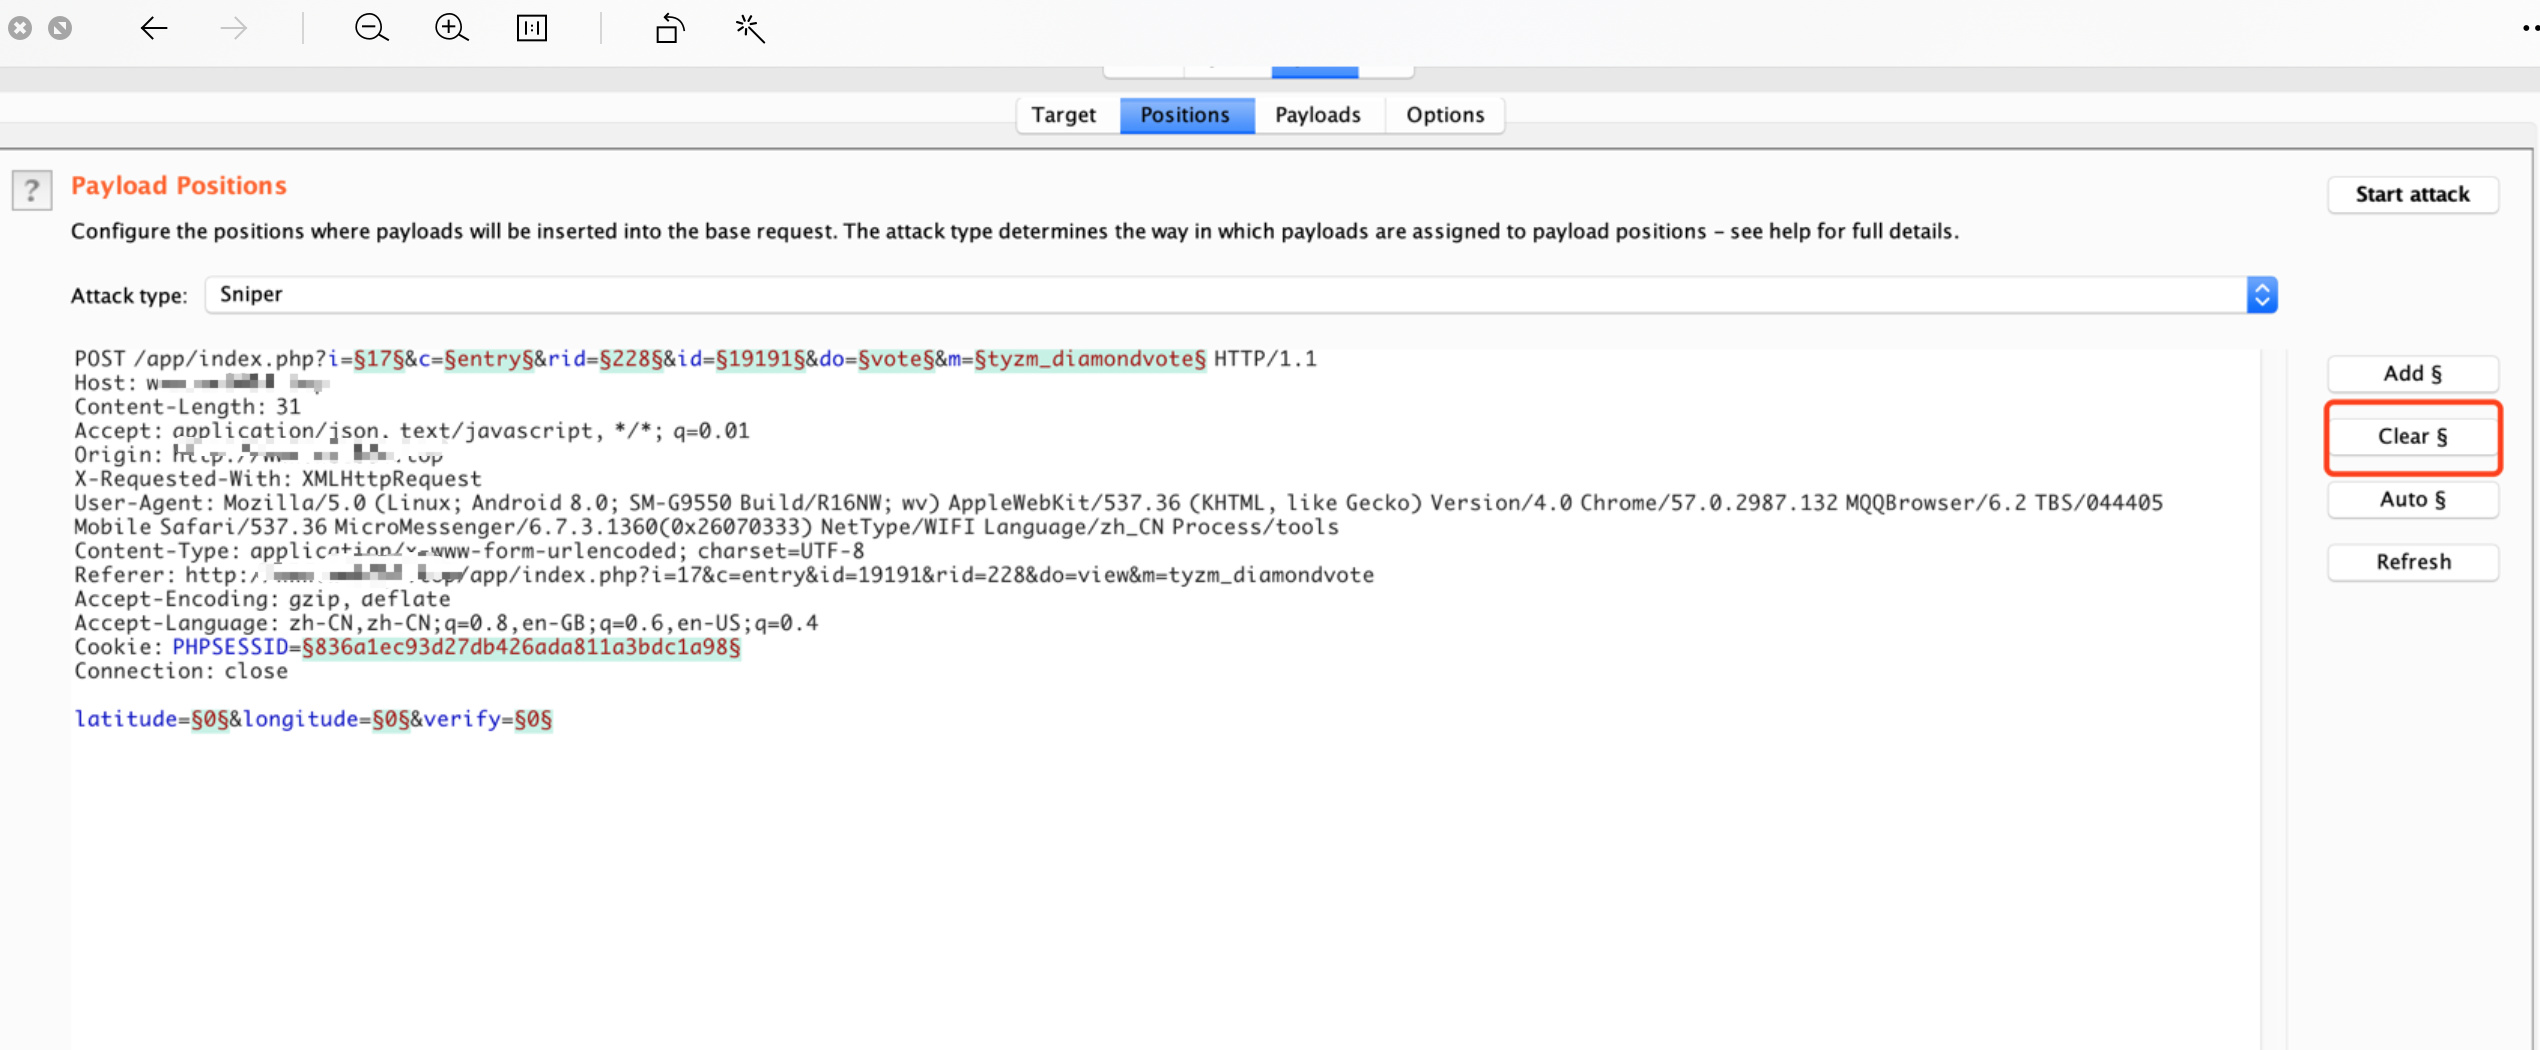 Target Positions Payloads Options
Payload Positions
Start attack
Configure the positions where payloads will be inserted into the base request. The attack type determines the way in which payloads are assigned to payload positions – see help for full details.
Attack type: Sniper
POST /app/index.php?i=§17§&c=§entry§&rid=§228§&id=§19191§&do=§vote§&m=§tyzm_diamondvote§ HTTP/1.1
Host:
Content-Length: 31
Accept: application/json, text/javascript, */*; q=0.01
Origin:
X-Requested-With: XMLHttpRequest
User-Agent: Mozilla/5.0 (Linux; Android 8.0; SM-G9550 Build/R16NW; wv) AppleWebKit/537.36 (KHTML, like Gecko) Version/4.0 Chrome/57.0.2987.132 MQQBrowser/6.2 TBS/044405
Mobile Safari/537.36 MicroMessenger/6.7.3.1360(0x26070333) NetType/WIFI Language/zh_CN Process/tools
Content-Type: application/x-www-form-urlencoded; charset=UTF-8
Referer: http:/ /app/index.php?i=17&c=entry&id=19191&rid=228&do=view&m=tyzm_diamondvote
Accept-Encoding: gzip, deflate
Accept-Language: zh-CN,zh-CN;q=0.8,en-GB;q=0.6,en-US;q=0.4
Cookie: PHPSESSID=§836a1ec93d27db426ada811a3bdc1a98§
Connection: close
latitude=§0§&longitude=§0§&verify=§0§
Add §
Clear §
Auto §
Refresh